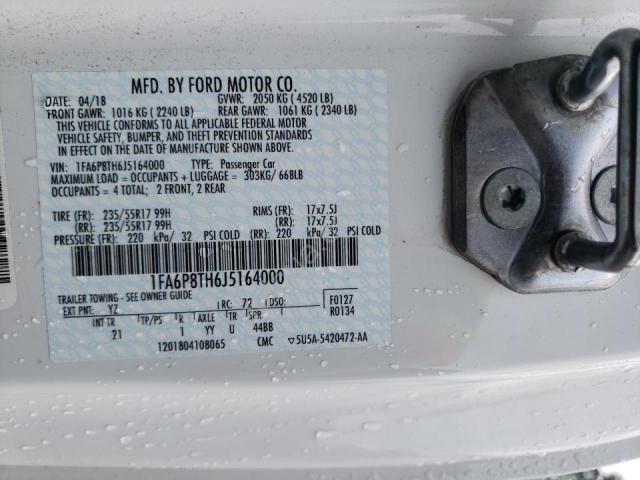 MFD. BY FORD MOTOR CO.
DATE: 04/18 GVWR: 2050 KG ( 4520 LB)
FRONT GAWR: 1016 KG ( 2240 LB) REAR GAWR: 1061 KG ( 2340 LB)
THIS VEHICLE CONFORMS TO ALL APPLICABLE FEDERAL MOTOR
VEHICLE SAFETY, BUMPER, AND THEFT PREVENTION STANDARDS
IN EFFECT ON THE DATE OF MANUFACTURE SHOWN ABOVE.
VIN: 1FA6P8TH6J5164000 TYPE: Passenger Car
MAXIMUM LOAD = OCCUPANTS + LUGGAGE = 303KG/ 668LB
OCCUPANTS = 4 TOTAL; 2 FRONT, 2 REAR
TIRE (FR): 235/55R17 99H RIMS (FR): 17x7.5J
(RR): 235/55R17 99H (RR): 17x7.5J
PRESSURE (FR): 220 kPa/ 32 PSI COLD (RR): 220 kPa/ 32 PSI COLD
1FA6P8TH6J5164000
TRAILER TOWING - SEE OWNER GUIDE
EXT PNT: YZ RC: 72 DSO: F0127
INT TR TP/PS R AXLE TR SPR R0134
21 1 YY U 44BB
1201804108065 CMC ▽5U5A-5420472-AA